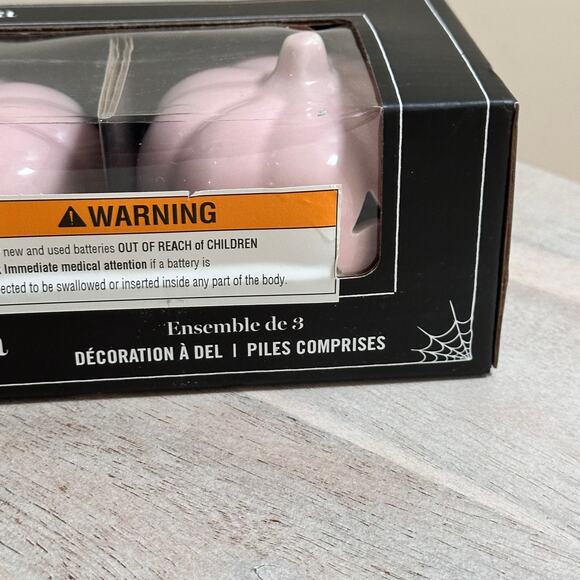 WARNING
new and used batteries OUT OF REACH of CHILDREN
Immediate medical attention if a battery is
to be swallowed or inserted inside any part of the body.
Ensemble de 3
DÉCORATION À DEL | PILES COMPRISES